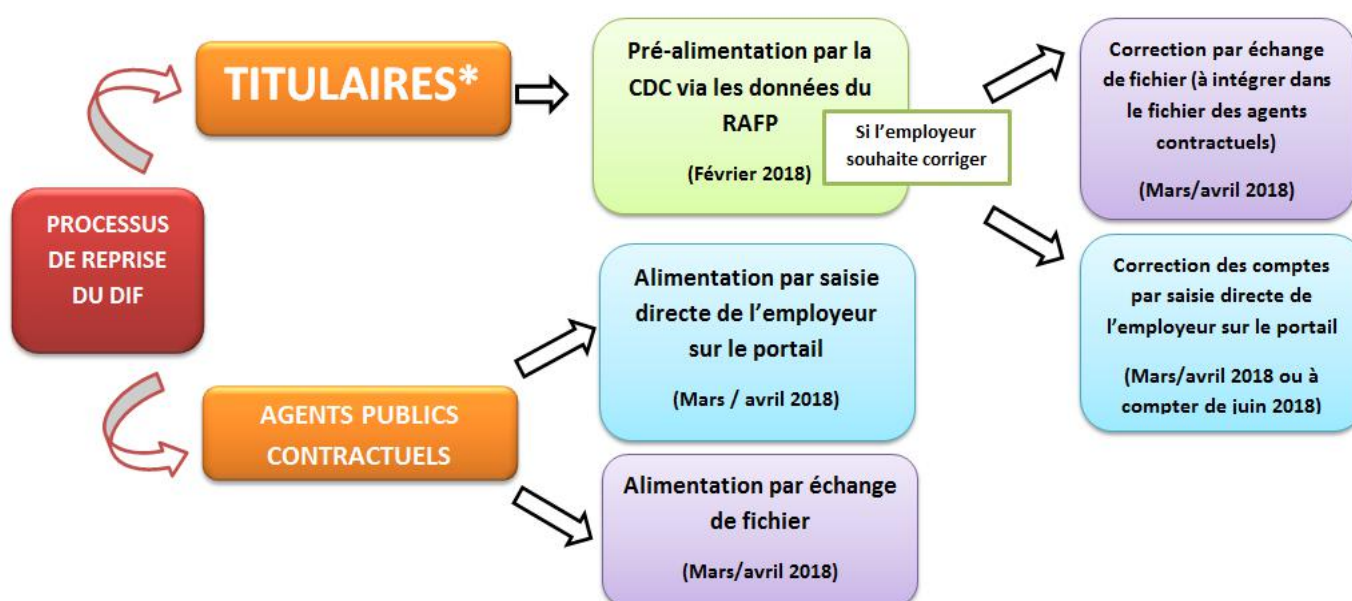 PROCESSUS
DE REPRISE
DU DIF
TITULAIRES*
Pré-alimentation par la
CDC via les données du
RAFP
(Février 2018)
Si l’employeur
souhaite corriger
Correction par échange
de fichier (à intégrer dans
le fichier des agents
contractuels)
(Mars/avril 2018)
Correction des comptes
par saisie directe de
l’employeur sur le portail
(Mars/avril 2018 ou à
compter de juin 2018)
AGENTS PUBLICS
CONTRACTUELS
Alimentation par saisie
directe de l’employeur
sur le portail
(Mars / avril 2018)
Alimentation par échange
de fichier
(Mars/avril 2018)